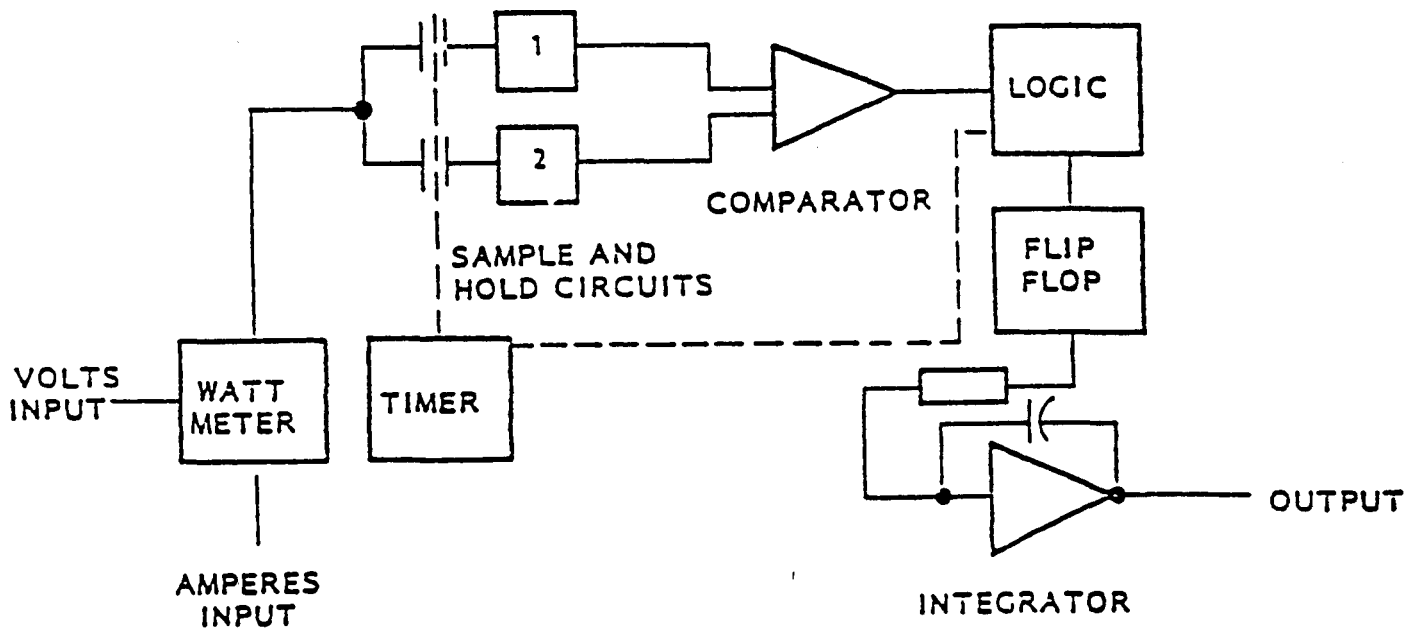 1
LOGIC
2
COMPARATOR
SAMPLE AND
HOLD CIRCUITS
FLIP
FLOP
VOLTS
INPUT
WATT
METER
TIMER
OUTPUT
AMPERES
INPUT
INTEGRATOR